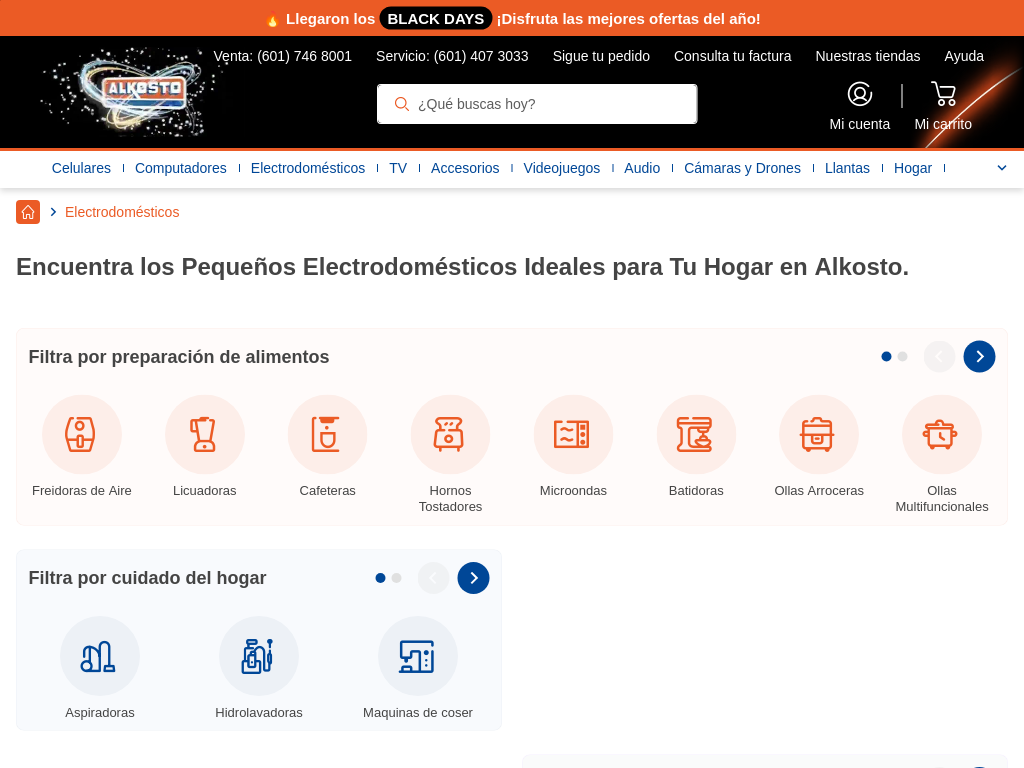 🔥 Llegaron los BLACK DAYS ¡Disfruta las mejores ofertas del año!
Venta: (601) 746 8001 Servicio: (601) 407 3033 Sigue tu pedido Consulta tu factura Nuestras tiendas Ayuda
ALKOSTO
¿Qué buscas hoy?
Mi cuenta Mi carrito
Celulares Computadores Electrodomésticos TV Accesorios Videojuegos Audio Cámaras y Drones Llantas Hogar
Electrodomésticos
Encuentra los Pequeños Electrodomésticos Ideales para Tu Hogar en Alkosto.
Filtra por preparación de alimentos
Freidoras de Aire Licuadoras Cafeteras Hornos Tostadores Microondas Batidoras Ollas Arroceras Ollas Multifuncionales
Filtra por cuidado del hogar
Aspiradoras Hidrolavadoras Maquinas de coser